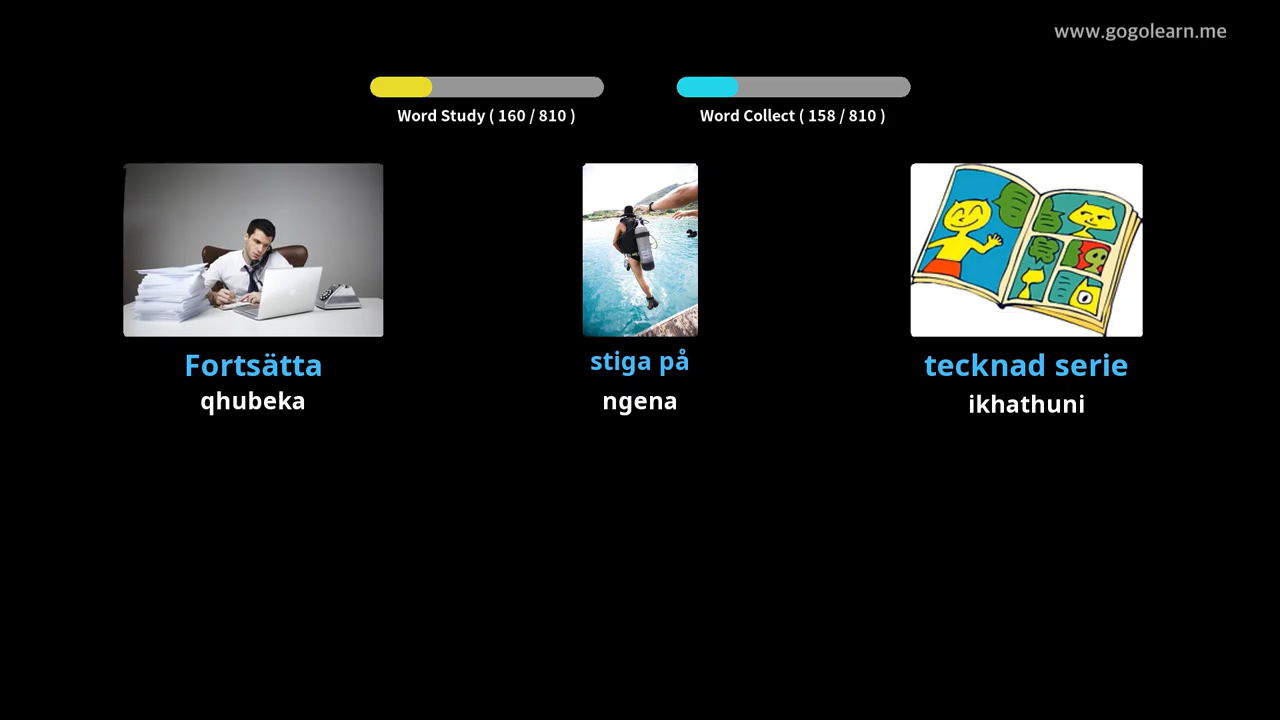 www.gogolearn.me
Word Study ( 160 / 810 )
Word Collect ( 158 / 810 )
Fortsätta
qhubeka
stiga på
ngena
tecknad serie
ikhathuni